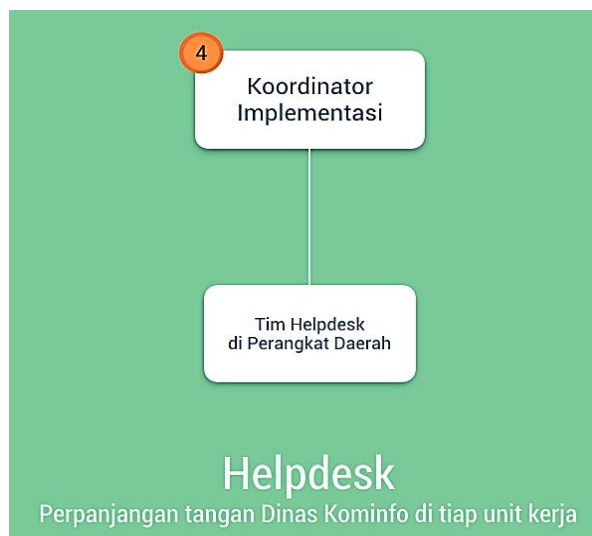 4
Koordinator
Implementasi
Tim Helpdesk
di Perangkat Daerah
Helpdesk
Perpanjangan tangan Dinas Kominfo di tiap unit kerja